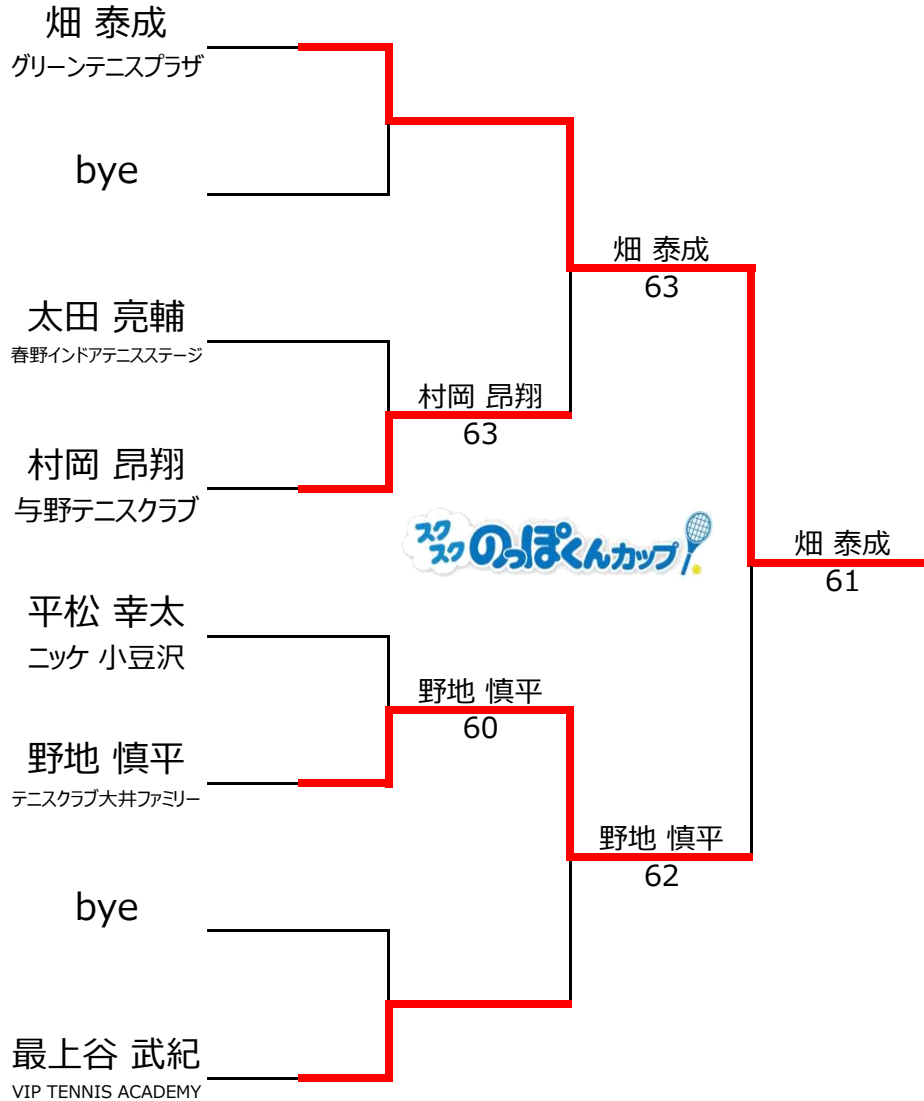 畑 泰成
グリーンテニスプラザ
bye
畑 泰成
63
太田 亮輔
春野インドアテニスステージ
村岡 昂翔
63
村岡 昂翔
与野テニスクラブ
スクスク のっぽくんカップ
畑 泰成
61
平松 幸太
ニッケ 小豆沢
野地 慎平
60
野地 慎平
テニスクラブ大井ファミリー
野地 慎平
62
bye
最上谷 武紀
VIP TENNIS ACADEMY